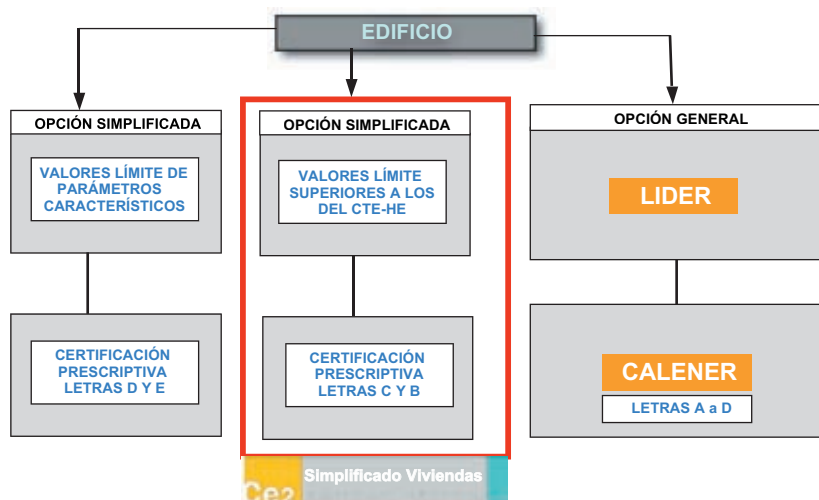 EDIFICIO
OPCIÓN SIMPLIFICADA
VALORES LÍMITE DE
PARÁMETROS
CARACTERÍSTICOS
CERTIFICACIÓN
PRESCRIPTIVA
LETRAS D Y E
OPCIÓN SIMPLIFICADA
VALORES LÍMITE
SUPERIORES A LOS
DEL CTE-HE
CERTIFICACIÓN
PRESCRIPTIVA
LETRAS C Y B
Ce2
Simplificado Viviendas
OPCIÓN GENERAL
LIDER
CALENER
LETRAS A a D